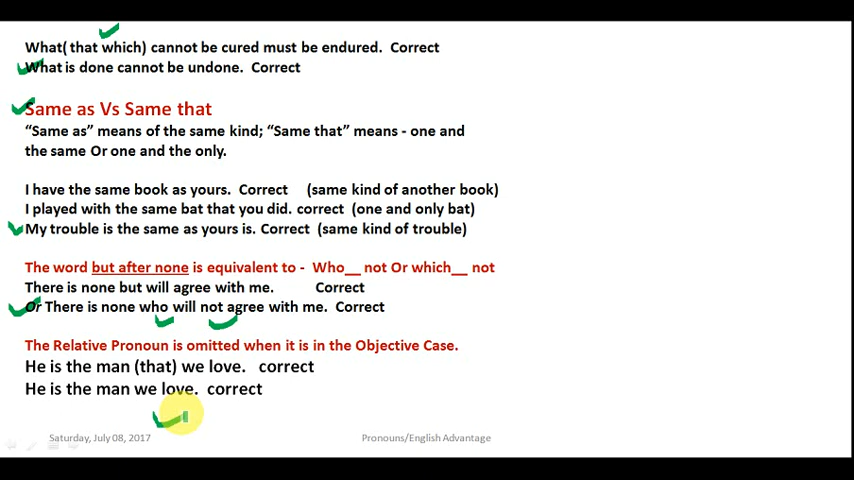 What( that which) cannot be cured must be endured.  Correct
What is done cannot be undone.  Correct
Same as Vs Same that
“Same as” means of the same kind; “Same that” means - one and
the same Or one and the only.
I have the same book as yours.  Correct    (same kind of another book)
I played with the same bat that you did. correct  (one and only bat)
My trouble is the same as yours is. Correct  (same kind of trouble)
The word but after none is equivalent to -  Who__ not Or which__ not
There is none but will agree with me.          Correct
Or There is none who will not agree with me.  Correct
The Relative Pronoun is omitted when it is in the Objective Case.
He is the man (that) we love.   correct
He is the man we love.  correct
Saturday, July 08, 2017
Pronouns/English Advantage